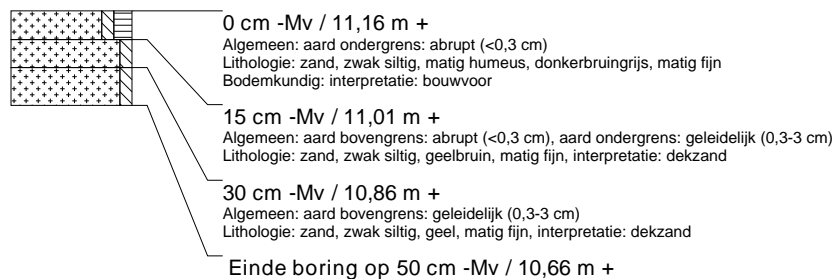 0 cm -Mv / 11,16 m +
Algemeen: aard ondergrens: abrupt (<0,3 cm)
Lithologie: zand, zwak siltig, matig humeus, donkerbruingrijs, matig fijn
Bodemkundig: interpretatie: bouwvoor
15 cm -Mv / 11,01 m +
Algemeen: aard bovengrens: abrupt (<0,3 cm), aard ondergrens: geleidelijk (0,3-3 cm)
Lithologie: zand, zwak siltig, geelbruin, matig fijn, interpretatie: dekzand
30 cm -Mv / 10,86 m +
Algemeen: aard bovengrens: geleidelijk (0,3-3 cm)
Lithologie: zand, zwak siltig, geel, matig fijn, interpretatie: dekzand
Einde boring op 50 cm -Mv / 10,66 m +